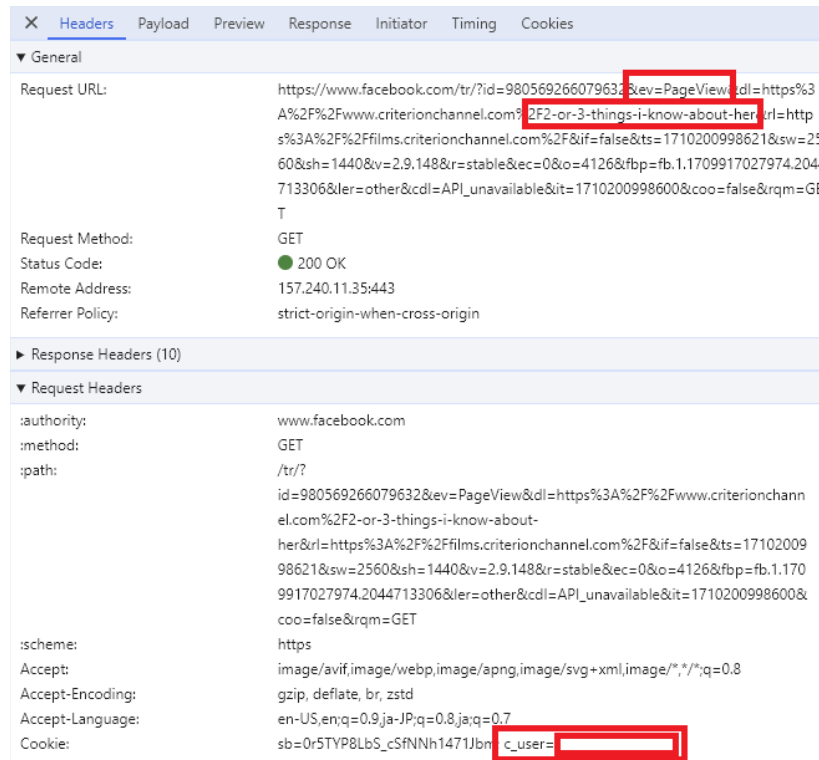 Headers Payload Preview Response Initiator Timing Cookies
General
Request URL: https://www.facebook.com/tr/?id=980569266079632&ev=PageView&dl=https%3
A%2F%2Fwww.criterionchannel.com%2F2-or-3-things-i-know-about-her&rl=http
s%3A%2F%2Ffilms.criterionchannel.com%2F&if=false&ts=1710200998621&sw=25
60&sh=1440&v=2.9.148&r=stable&ec=0&o=4126&fbp=fb.1.1709917027974.204
713306&ler=other&cdl=API_unavailable&it=1710200998600&coo=false&rqm=GE
T
Request Method: GET
Status Code: 200 OK
Remote Address: 157.240.11.35:443
Referrer Policy: strict-origin-when-cross-origin
Response Headers (10)
Request Headers
:authority: www.facebook.com
:method: GET
:path: /tr/?
id=980569266079632&ev=PageView&dl=https%3A%2F%2Fwww.criterionchann
el.com%2F2-or-3-things-i-know-about-
her&rl=https%3A%2F%2Ffilms.criterionchannel.com%2F&if=false&ts=17102009
98621&sw=2560&sh=1440&v=2.9.148&r=stable&ec=0&o=4126&fbp=fb.1.170
9917027974.2044713306&ler=other&cdl=API_unavailable&it=1710200998600&
coo=false&rqm=GET
:scheme: https
Accept: image/avif,image/webp,image/apng,image/svg+xml,image/*,*/*;q=0.8
Accept-Encoding: gzip, deflate, br, zstd
Accept-Language: en-US,en;q=0.9,ja-JP;q=0.8,ja;q=0.7
Cookie: sb=0r5TYP8LbS_cSfNNh1471Jbm c_user=